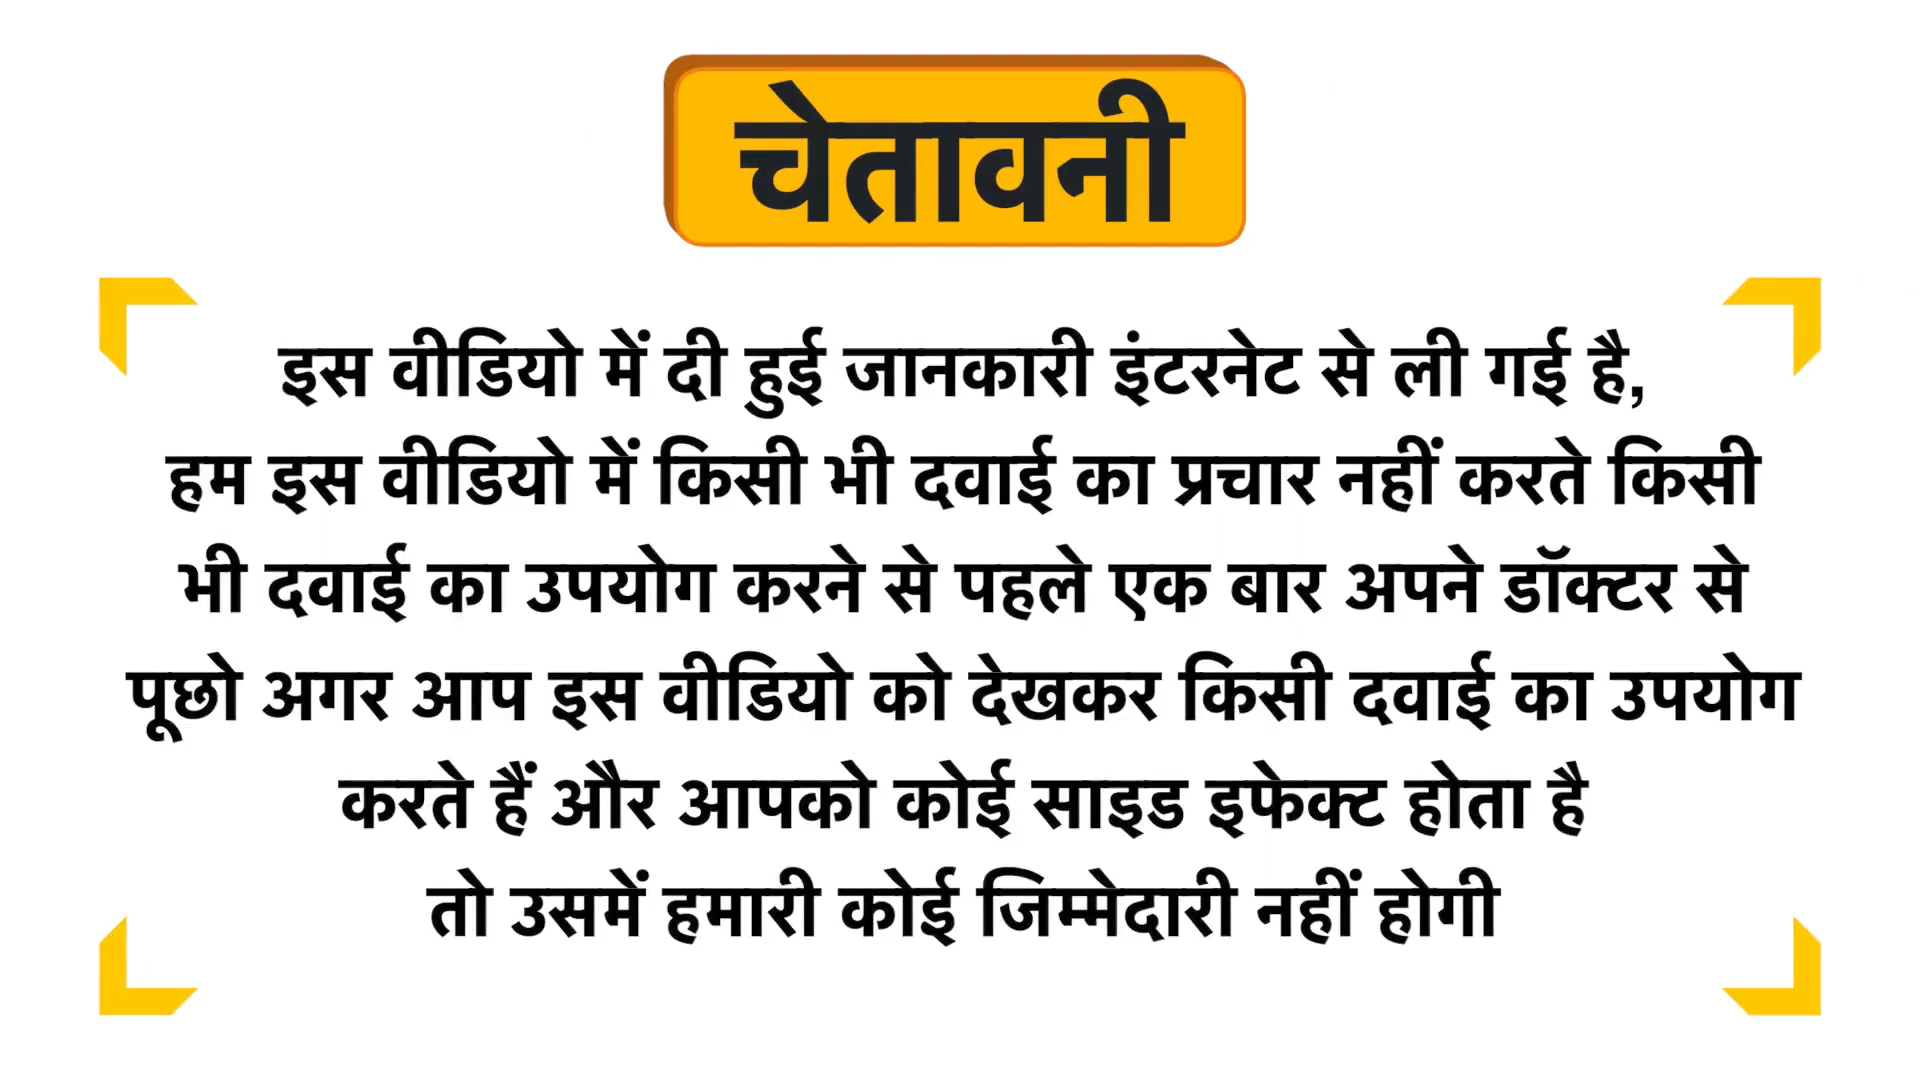 चेतावनी
इस वीडियो में दी हुई जानकारी इंटरनेट से ली गई है,
हम इस वीडियो में किसी भी दवाई का प्रचार नहीं करते किसी
भी दवाई का उपयोग करने से पहले एक बार अपने डॉक्टर से
पूछो अगर आप इस वीडियो को देखकर किसी दवाई का उपयोग
करते हैं और आपको कोई साइड इफेक्ट होता है
तो उसमें हमारी कोई जिम्मेदारी नहीं होगी